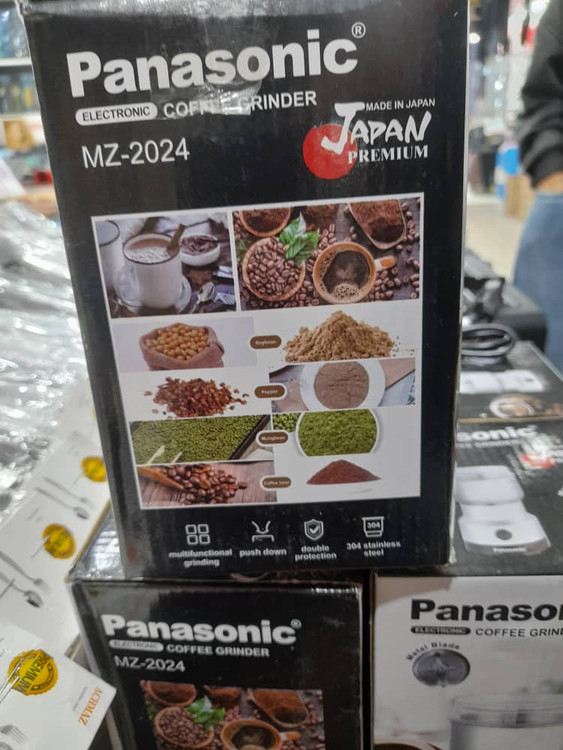 Panasonic®
ELECTRONIC COFFEE GRINDER
MADE IN JAPAN
JAPAN
PREMIUM
MZ-2024
Soybean
Pepper
Mungbean
Coffee bean
304
multifunctional
grinding
push down
double
protection
304 stainless
steel
Panasonic®
ELECTRONIC COFFEE GRINDER
MZ-2024
sonic®
Panason
ELECTRONIC COFFEE GRIND
Metal Blade
PREMIUM